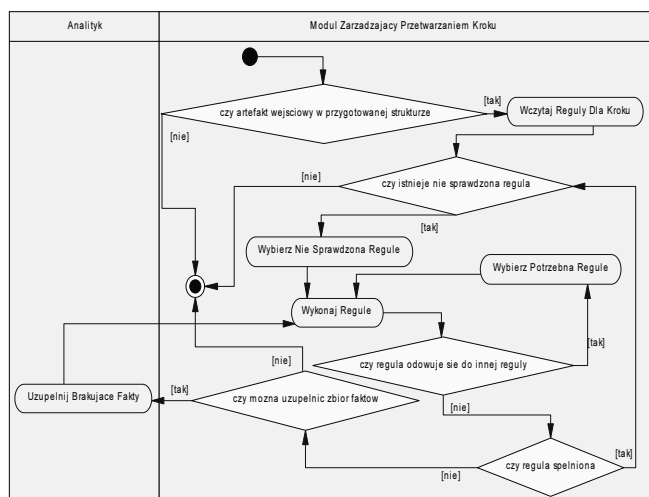 Analityk
Modul Zarzadzajacy Przetwarzaniem Kroku
czy artefakt wejsciowy w przygotowanej strukturze
[tak]
Wczytaj Reguly Dla Kroku
[nie]
[nie]
czy istnieje nie sprawdzona regula
[tak]
Wybierz Nie Sprawdzona Regule
Wybierz Potrzebna Regule
Wykonaj Regule
[tak]
czy regula odowuje sie do innej reguly
[nie]
[tak]
Uzupelnij Brakujace Fakty
czy mozna uzupelnic zbior faktow
[nie]
[tak]
czy regula spelniona
[nie]